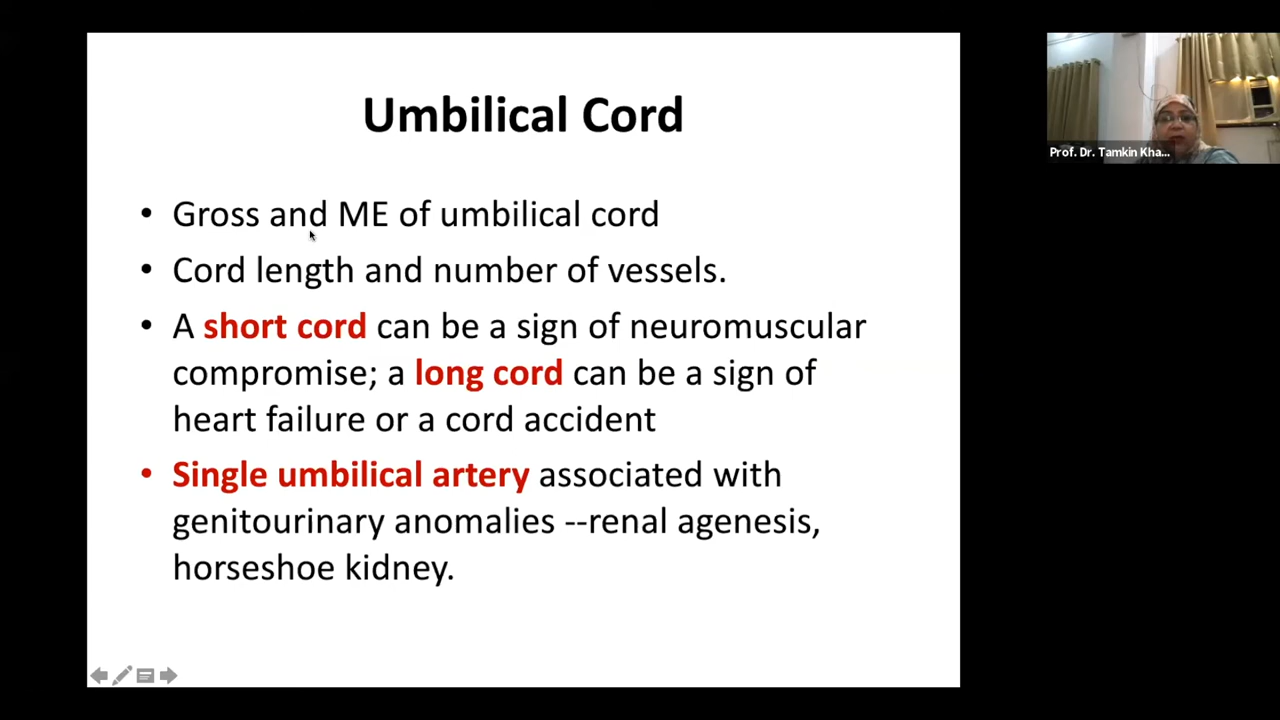 Umbilical Cord
• Gross and ME of umbilical cord
• Cord length and number of vessels.
• A short cord can be a sign of neuromuscular
compromise; a long cord can be a sign of
heart failure or a cord accident
• Single umbilical artery associated with
genitourinary anomalies --renal agenesis,
horseshoe kidney.
Prof. Dr. Tamkin Kha...